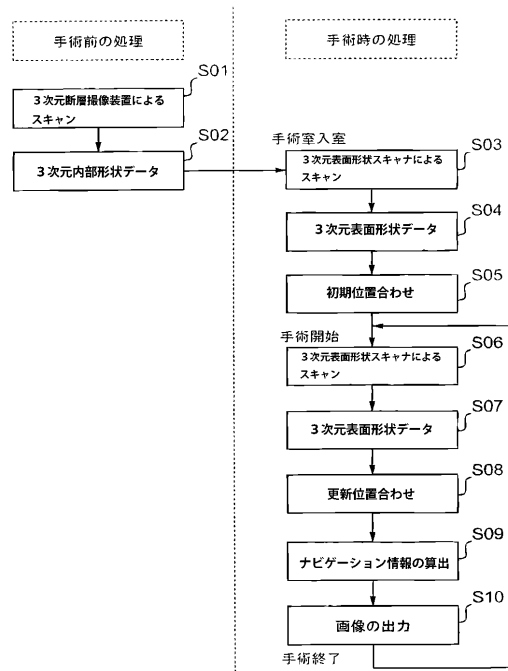 手術前の処理
S01
3次元断層撮像装置による
スキャン
S02
3次元内部形状データ
手術時の処理
手術室入室
S03
3次元表面形状スキャナによる
スキャン
S04
3次元表面形状データ
S05
初期位置合わせ
手術開始
S06
3次元表面形状スキャナによる
スキャン
S07
3次元表面形状データ
S08
更新位置合わせ
S09
ナビゲーション情報の算出
S10
画像の出力
手術終了